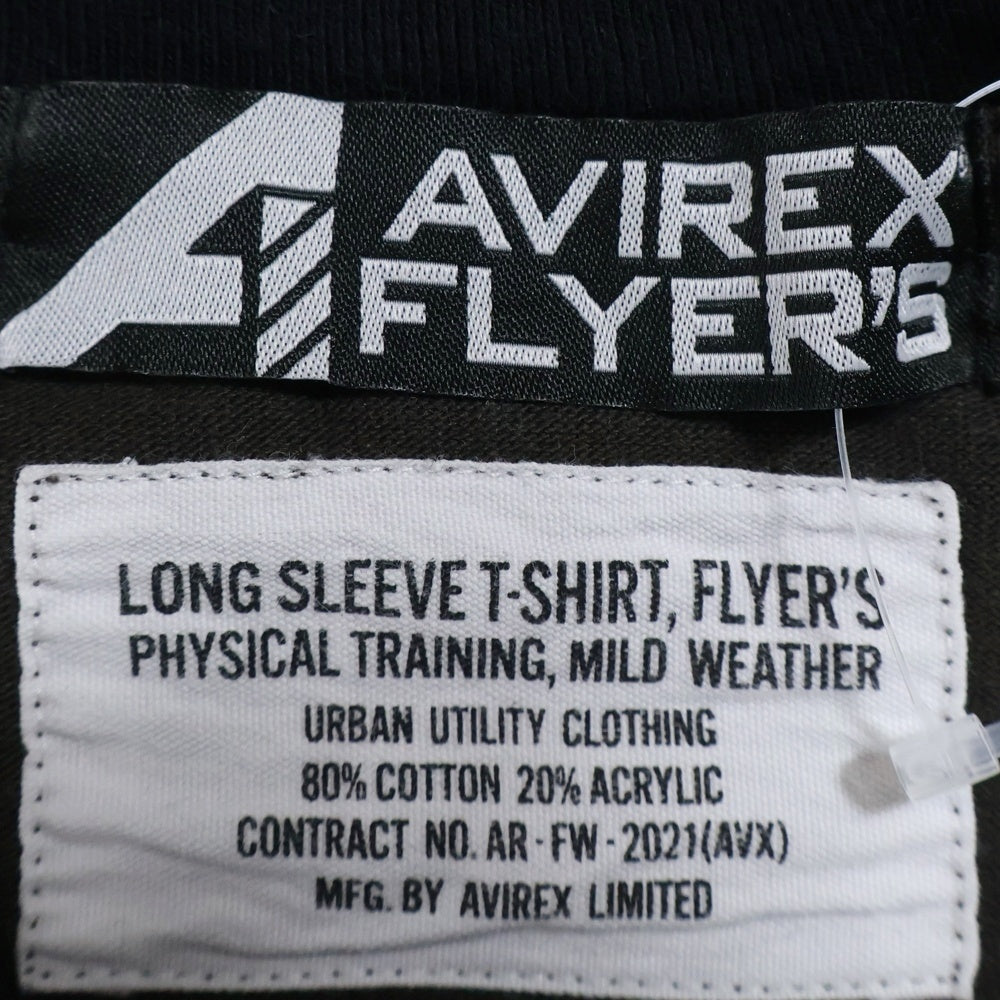 AVIREX
FLYER'S
LONG SLEEVE T-SHIRT, FLYER'S
PHYSICAL TRAINING, MILD WEATHER
URBAN UTILITY CLOTHING
80% COTTON 20% ACRYLIC
CONTRACT NO. AR-FW-2021(AVX)
MFG. BY AVIREX LIMITED